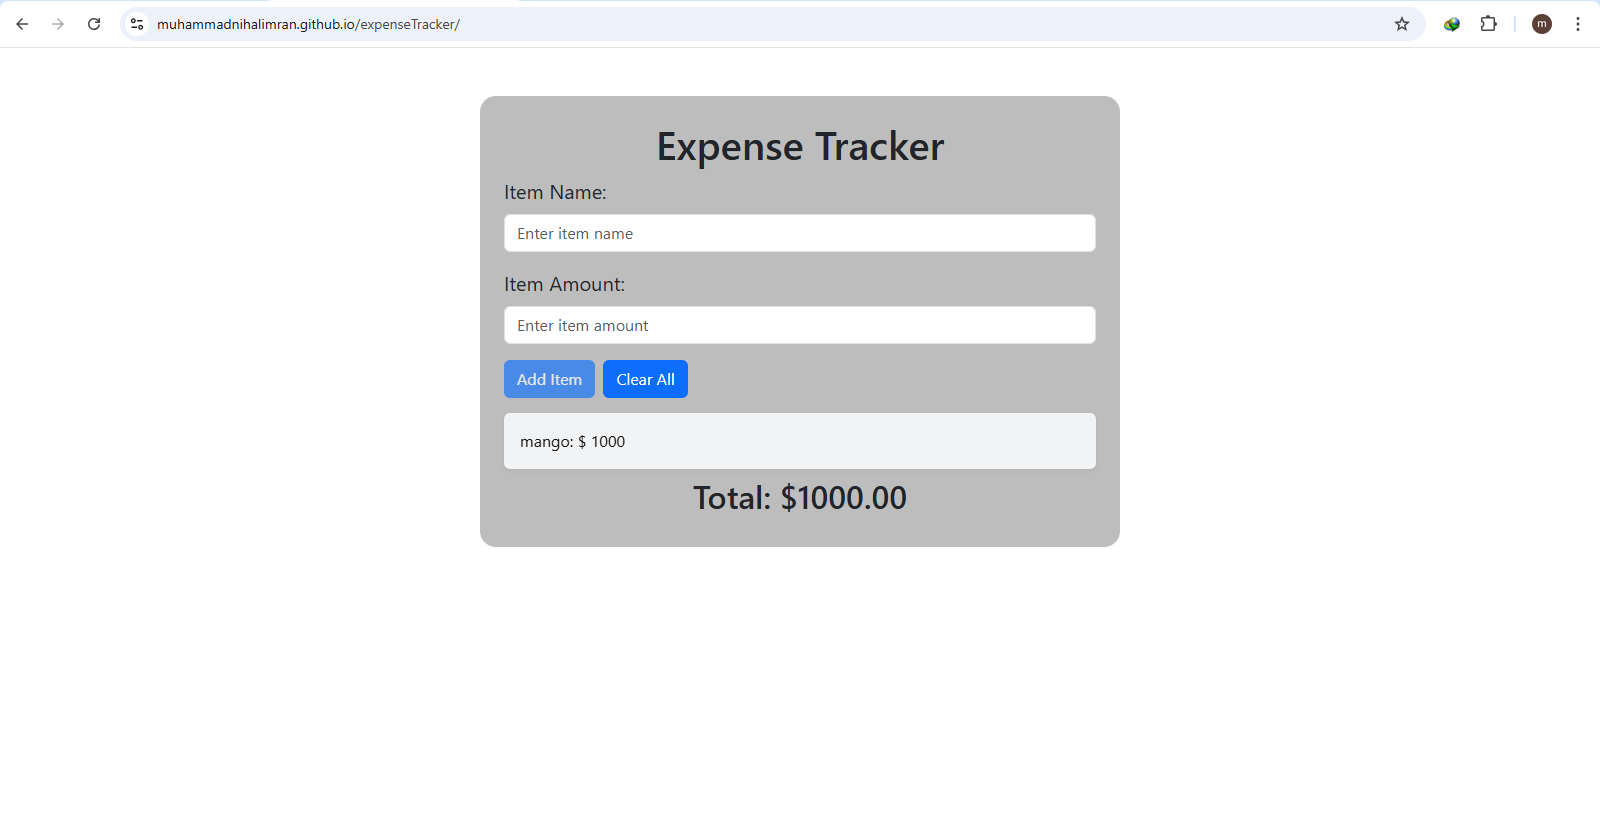 muhammadnihalimran.github.io/expenseTracker/
m
Expense Tracker
Item Name:
Enter item name
Item Amount:
Enter item amount
Add Item Clear All
mango: $ 1000
Total: $1000.00